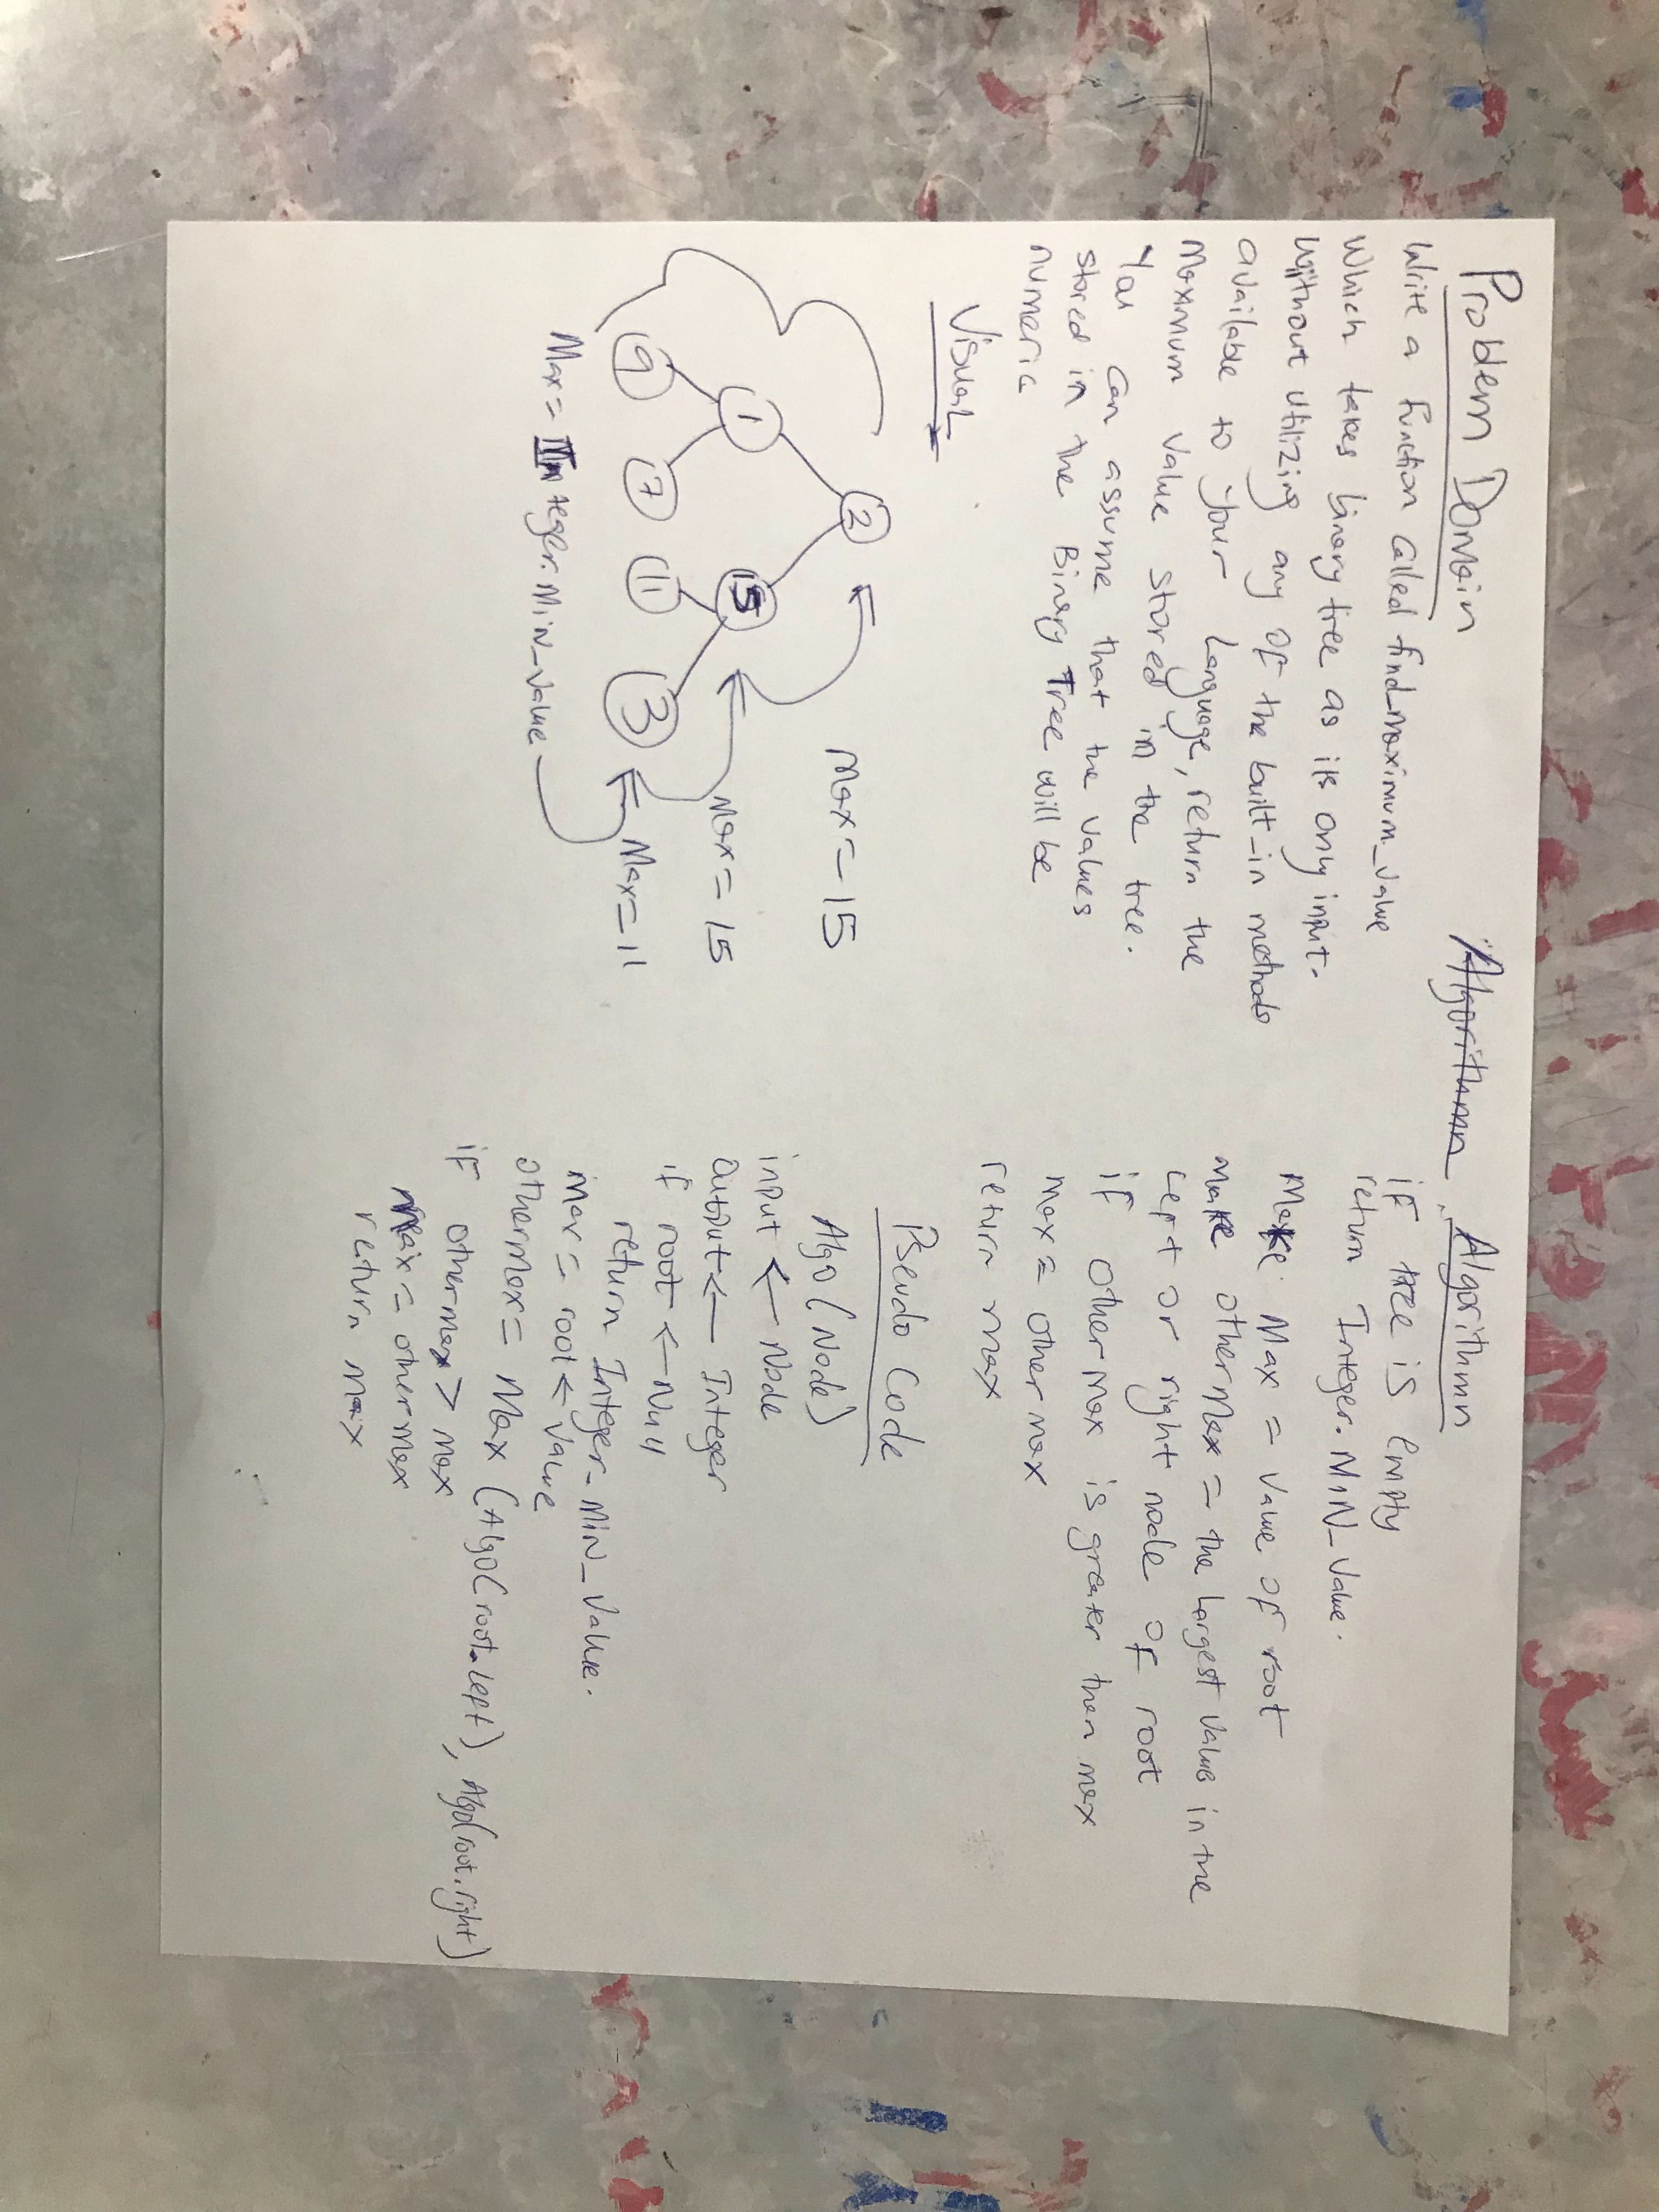 Problem Domain
Write a function called find_maximum_value
Which takes binary tree as its only input.
Without utilizing any of the built-in methods
available to your Language, return the
Maximum value stored in the tree.
You can assume that the values
stored in the Binary Tree will be
numeric
Visual
2
1
15
9
7
11
3
Max = 15
Max = 15
Max = 11
Max = Integer.MiN_value
Algorithmn
Algorithmn
if tree is empty
return Integer.MiN_Value.
Make Max = value of root
make otherMax = the largest value in the
Left or right node of root
if otherMax is greater then max
max = other max
return max
Pseudo Code
Algo(Node)
input ← Node
output ← Integer
if root ← Null
return Integer_MiN_Value.
max = root ← Value
othermax = Max (Algo(root.left), Algo(root.right)
if othermax > max
max = othermax
return max